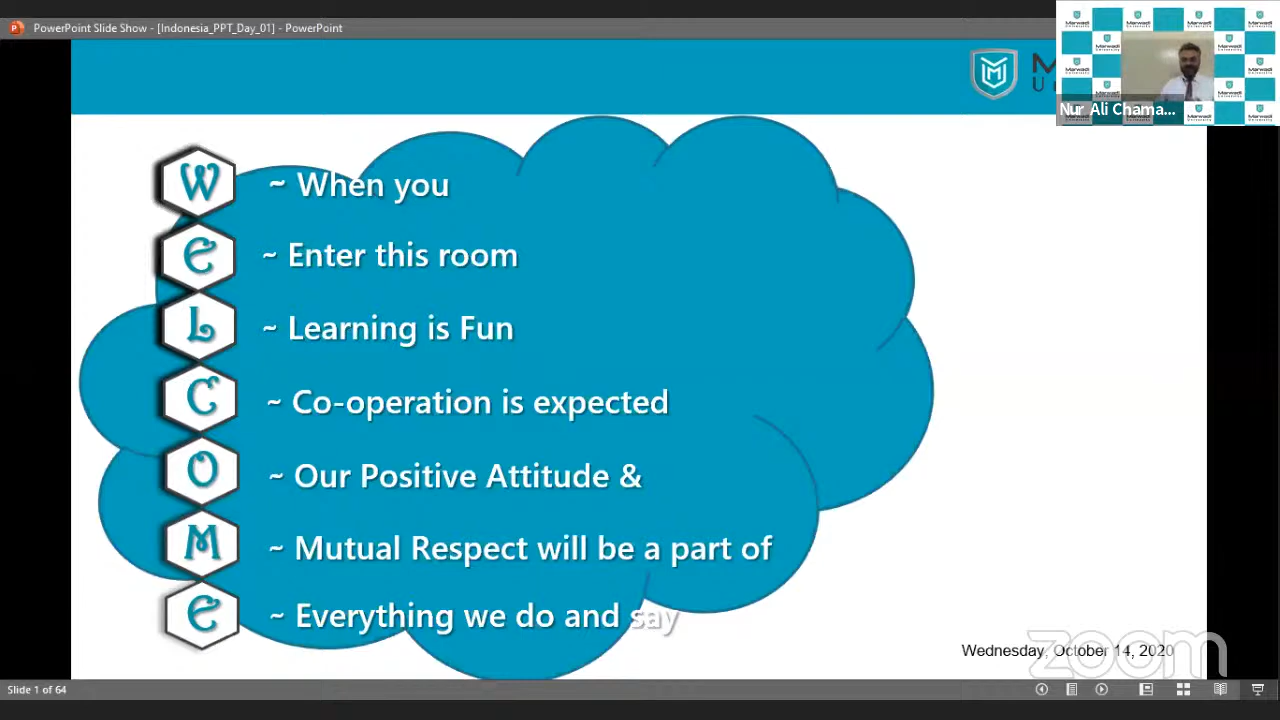 PowerPoint Slide Show - [Indonesia_PPT_Day_01] - PowerPoint
Marwadi
University
Nur Ali Chama...
W ~ When you
e ~ Enter this room
L ~ Learning is Fun
C ~ Co-operation is expected
O ~ Our Positive Attitude &
M ~ Mutual Respect will be a part of
e ~ Everything we do and say
Wednesday, October 14, 2020
zoom
Slide 1 of 64